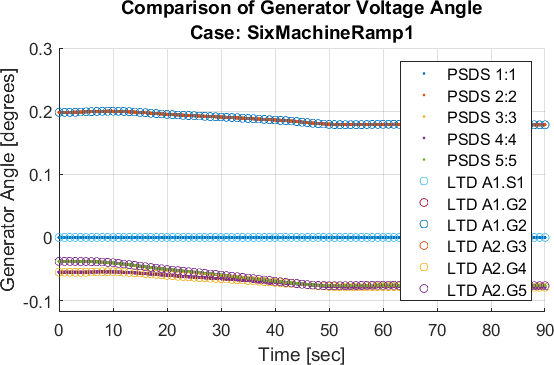 Comparison of Generator Voltage Angle
Case: SixMachineRamp1
Generator Angle [degrees]
0.3
0.2
0.1
0
-0.1
PSDS 1:1
PSDS 2:2
PSDS 3:3
PSDS 4:4
PSDS 5:5
LTD A1.S1
LTD A1.G2
LTD A1.G2
LTD A2.G3
LTD A2.G4
LTD A2.G5
0 10 20 30 40 50 60 70 80 90
Time [sec]